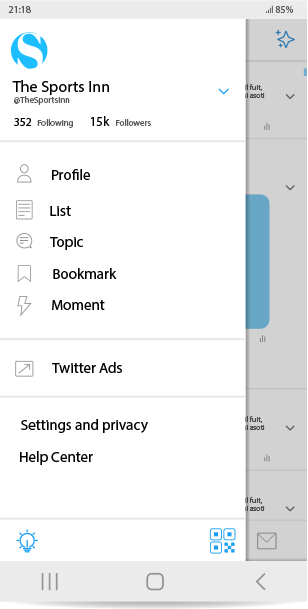 21:18 85%
The Sports Inn
@TheSportsInn
352 Following 15k Followers
Profile
List
Topic
Bookmark
Moment
Twitter Ads
Settings and privacy
Help Center